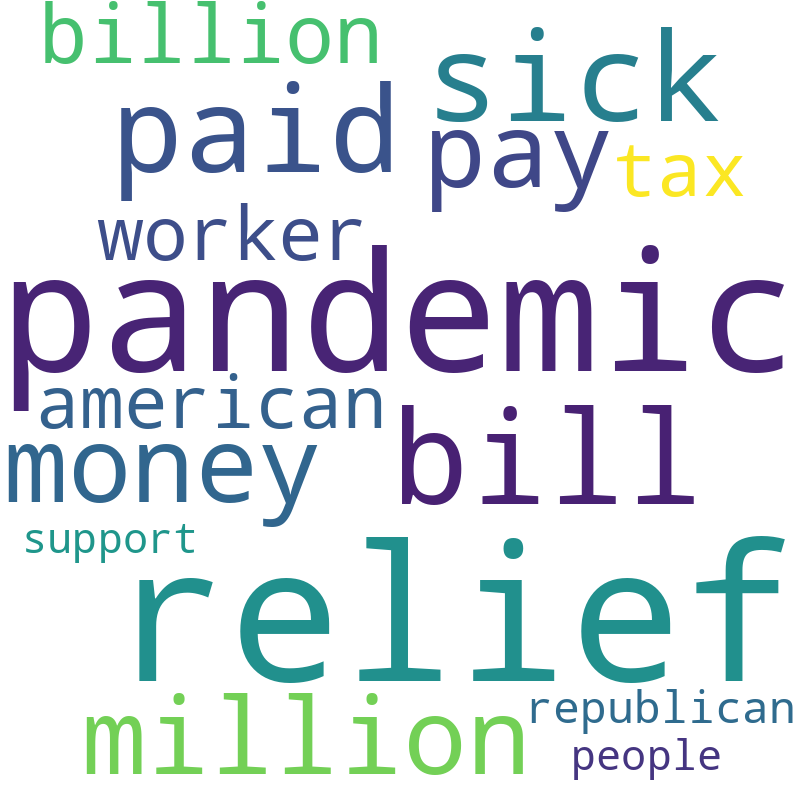 billion
sick
paid
pay
tax
worker
pandemic
american
bill
money
support
relief
million
republican
people